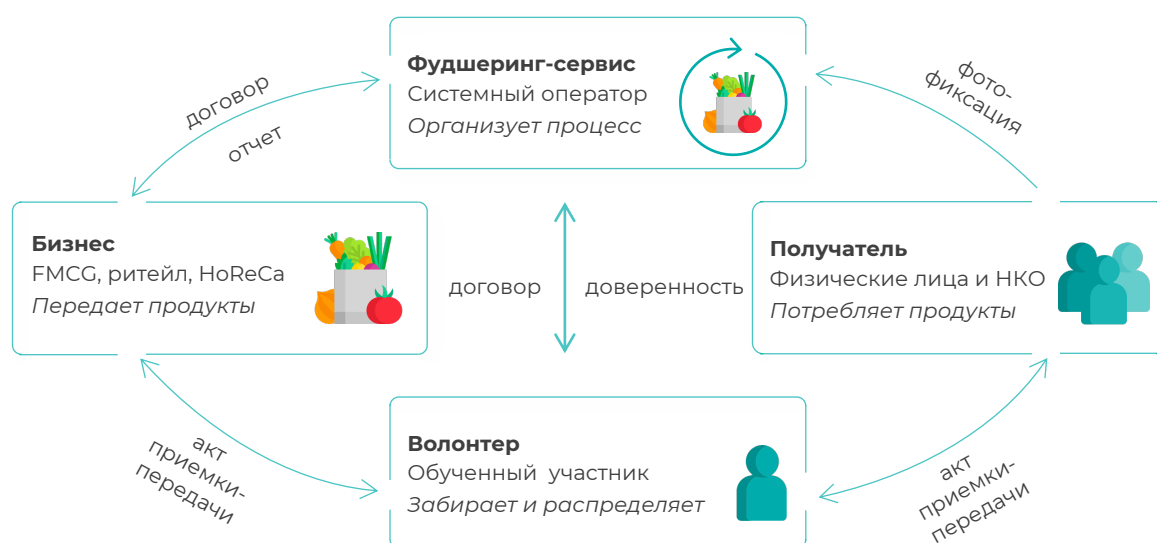 Фудшеринг-сервис
Системный оператор
Организует процесс
договор
отчет
фото-
фиксация
Бизнес
FMCG, ритейл, HoReCa
Передает продукты
договор
доверенность
Получатель
Физические лица и НКО
Потребляет продукты
акт
приемки-
передачи
Волонтер
Обученный участник
Забирает и распределяет
акт
приемки-
передачи